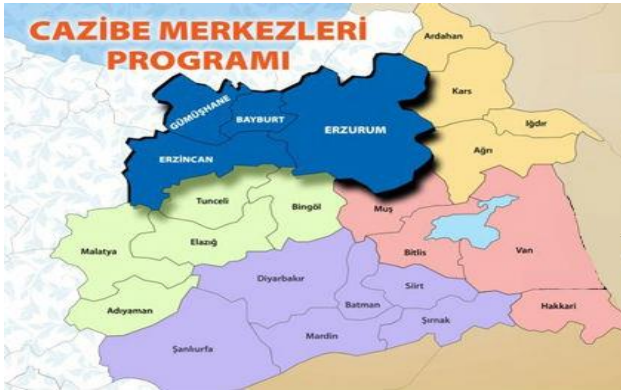 CAZİBE MERKEZLERİ
PROGRAMI
Ardahan
Kars
GÜMÜŞHANE
BAYBURT
ERZURUM
Iğdır
ERZİNCAN
Ağrı
Tunceli
Bingöl
Muş
Malatya
Elazığ
Bitlis
Van
Diyarbakır
Siirt
Adıyaman
Batman
Hakkari
Şırnak
Mardin
Şanlıurfa